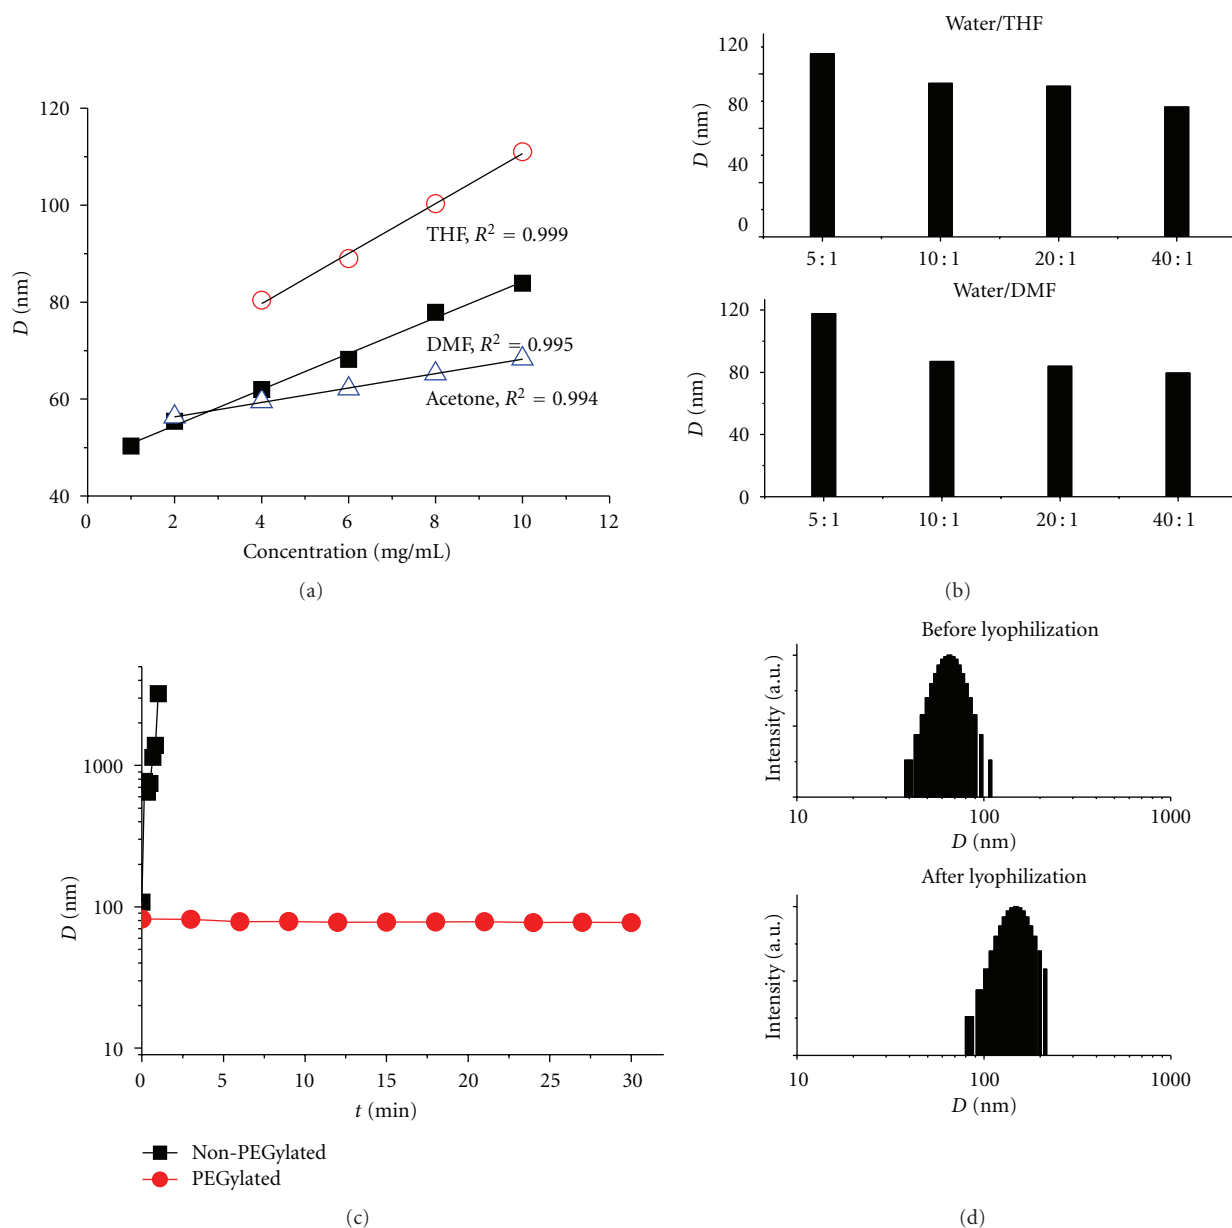 120
100
80
60
40
D (nm)
THF, R² = 0.999
DMF, R² = 0.995
Acetone, R² = 0.994
0 2 4 6 8 10 12
Concentration (mg/mL)
(a)
Water/THF
120
80
40
0
D (nm)
5 : 1 10 : 1 20 : 1 40 : 1
Water/DMF
120
80
40
0
D (nm)
5 : 1 10 : 1 20 : 1 40 : 1
(b)
1000
100
10
D (nm)
0 5 10 15 20 25 30
t (min)
Non-PEGylated
PEGylated
(c)
Before lyophilization
Intensity (a.u.)
10 100 1000
D (nm)
After lyophilization
Intensity (a.u.)
10 100 1000
D (nm)
(d)